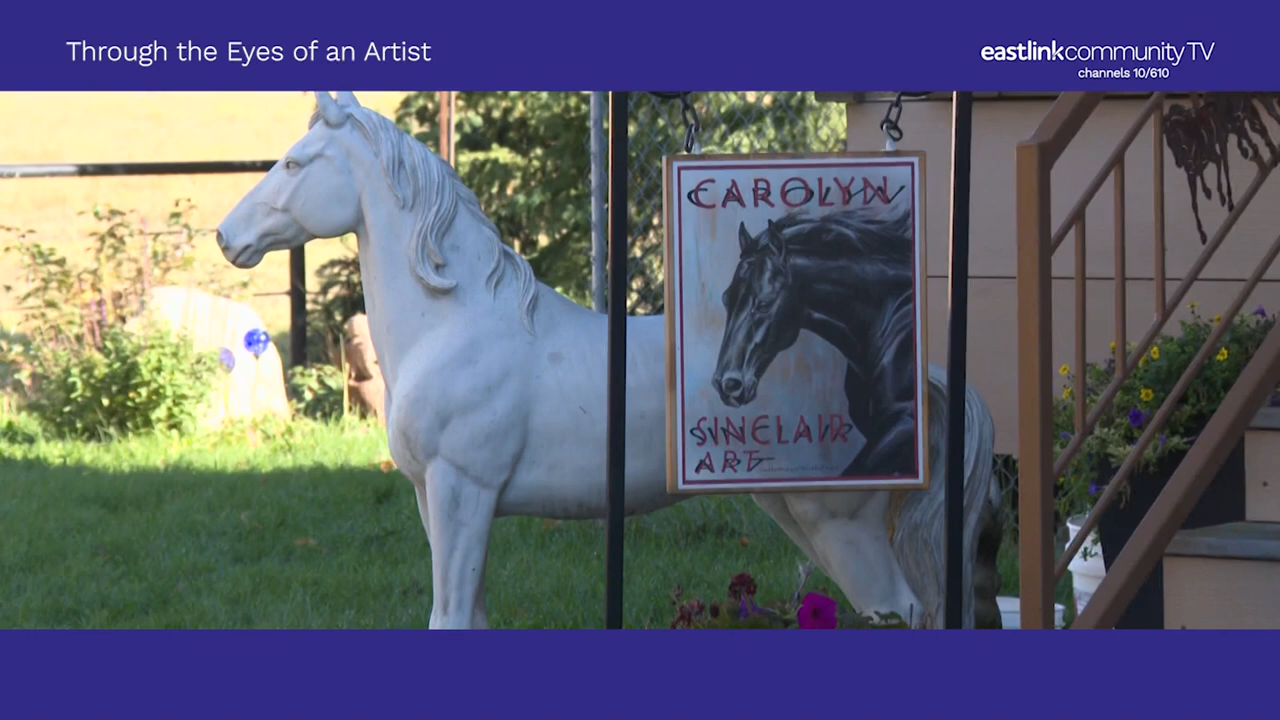 Through the Eyes of an Artist
eastlinkcommunityTV
channels 10/610
CAROLYN
SINCLAIR
ART